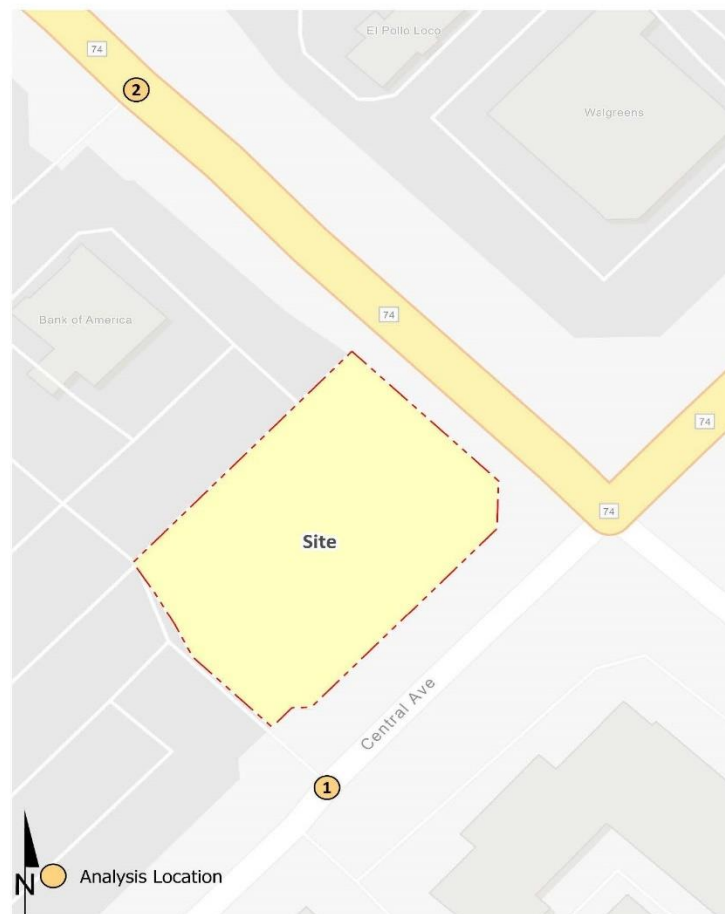 El Pollo Loco
74
2
Walgreens
74
Bank of America
74
74
Site
Central Ave
1
N
Analysis Location